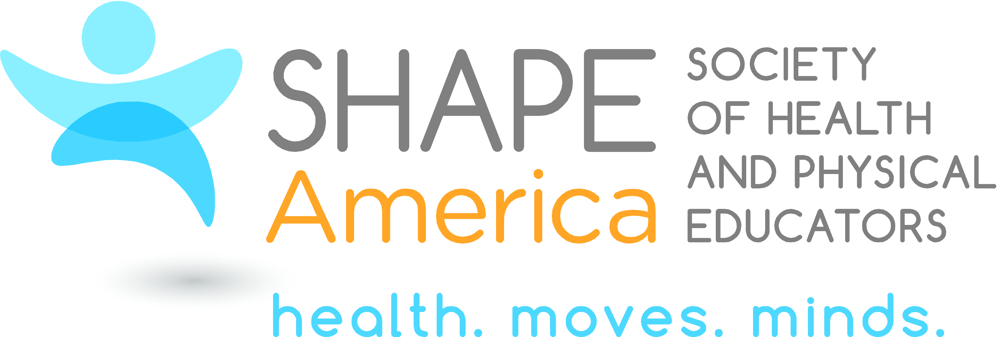 SHAPE
America
SOCIETY
OF HEALTH
AND PHYSICAL
EDUCATORS
health. moves. minds.